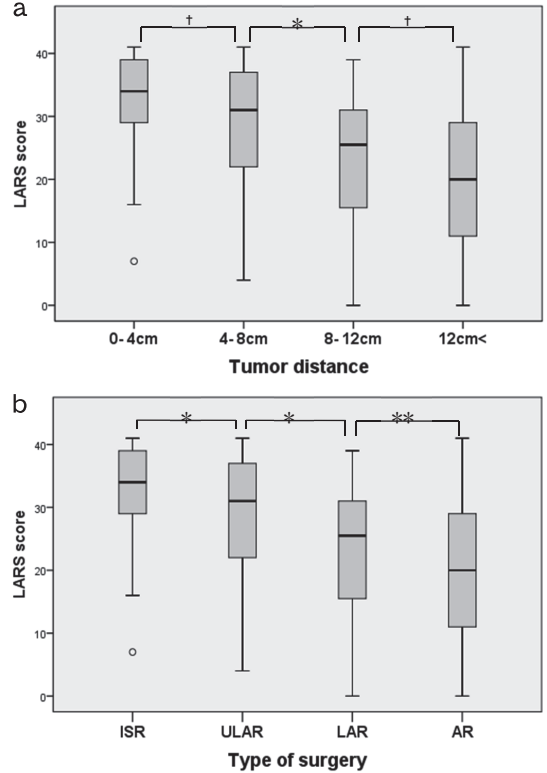 a
† * †
40
30
20
10
0
LARS score
0-4cm 4-8cm 8-12cm 12cm<
Tumor distance
b
* * **
40
30
20
10
0
LARS score
ISR ULAR LAR AR
Type of surgery